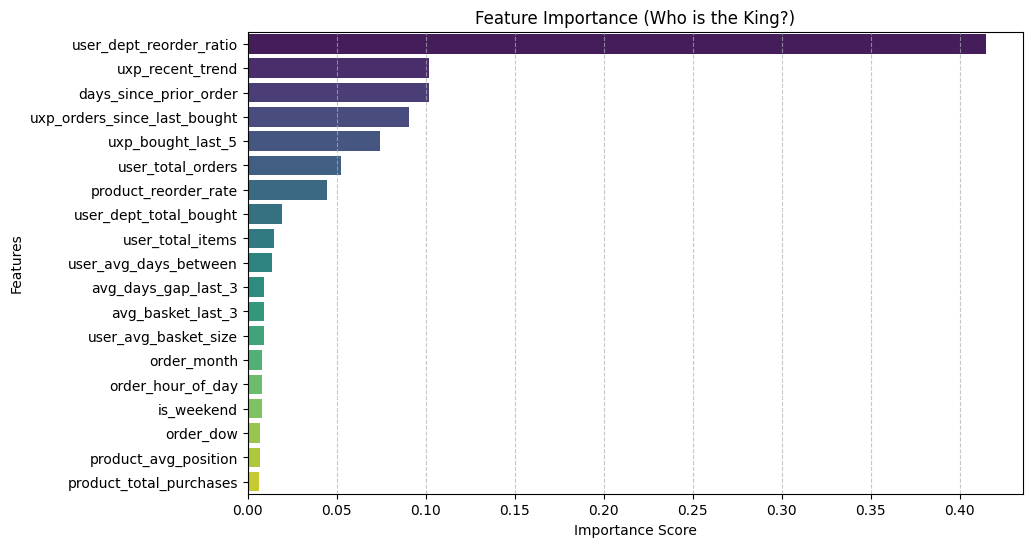 Feature Importance (Who is the King?)
user_dept_reorder_ratio
uxp_recent_trend
days_since_prior_order
uxp_orders_since_last_bought
uxp_bought_last_5
user_total_orders
product_reorder_rate
user_dept_total_bought
user_total_items
user_avg_days_between
avg_days_gap_last_3
avg_basket_last_3
user_avg_basket_size
order_month
order_hour_of_day
is_weekend
order_dow
product_avg_position
product_total_purchases
Features
0.00 0.05 0.10 0.15 0.20 0.25 0.30 0.35 0.40
Importance Score